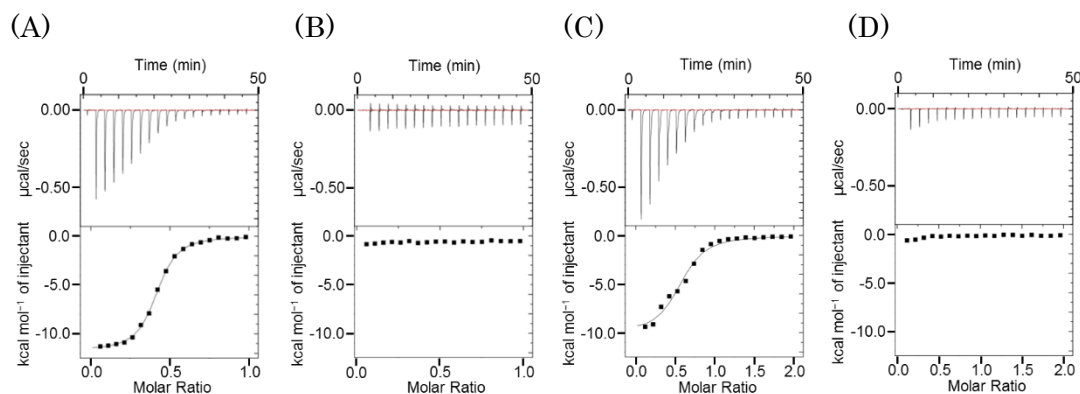 (A)
Time (min)
0 50
0.00
-0.50
µcal/sec
0.0
-5.0
-10.0
kcal mol⁻¹ of injectant
0.0 0.5 1.0
Molar Ratio
(B)
Time (min)
0 50
0.00
-0.50
µcal/sec
0.0
-5.0
-10.0
kcal mol⁻¹ of injectant
0.0 0.5 1.0
Molar Ratio
(C)
Time (min)
0 50
0.00
-0.50
µcal/sec
0.0
-5.0
-10.0
kcal mol⁻¹ of injectant
0.0 0.5 1.0 1.5 2.0
Molar Ratio
(D)
Time (min)
0 50
0.00
-0.50
µcal/sec
0.0
-5.0
-10.0
kcal mol⁻¹ of injectant
0.0 0.5 1.0 1.5 2.0
Molar Ratio